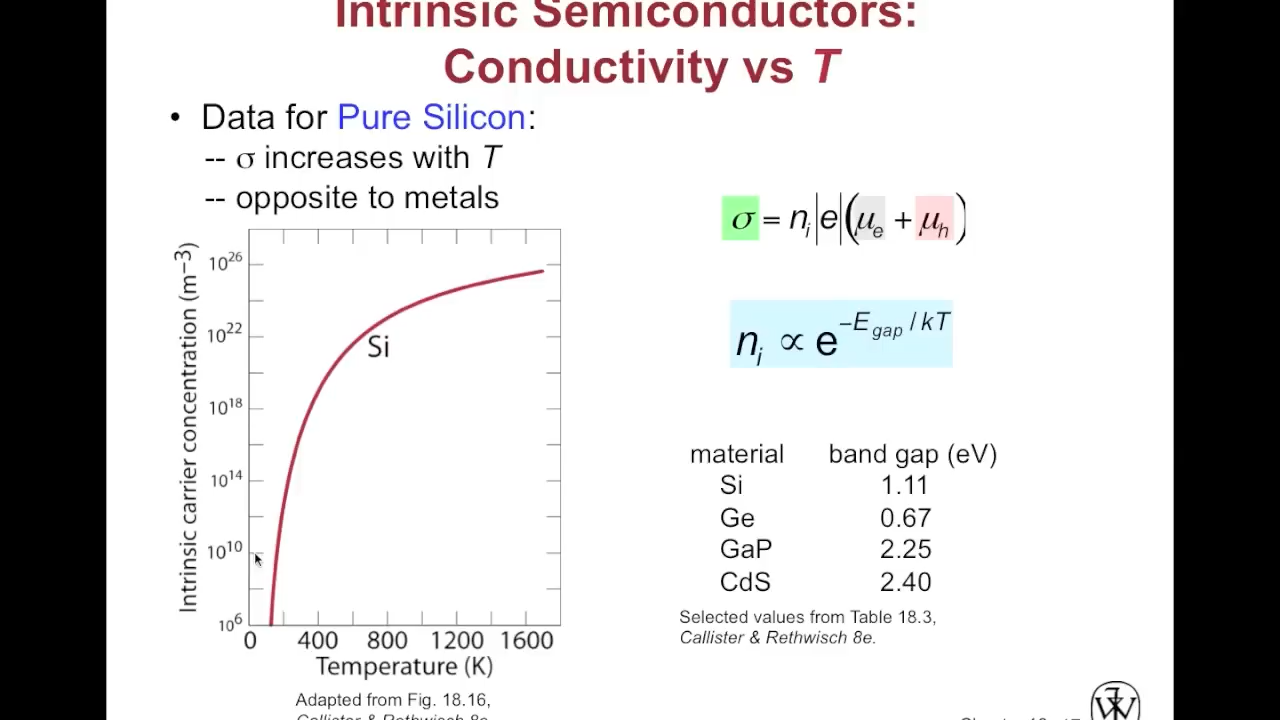 Intrinsic Semiconductors:
Conductivity vs T
• Data for Pure Silicon:
-- σ increases with T
-- opposite to metals
σ = nᵢ|e|(μₑ + μₕ)
nᵢ ∝ e^(−E_gap / kT)
Intrinsic carrier concentration (m⁻³)
10²⁶
10²²
10¹⁸
10¹⁴
10¹⁰
10⁶
Si
0 400 800 1200 1600
Temperature (K)
Adapted from Fig. 18.16,
Callister & Rethwisch 8e
material band gap (eV)
Si 1.11
Ge 0.67
GaP 2.25
CdS 2.40
Selected values from Table 18.3,
Callister & Rethwisch 8e.